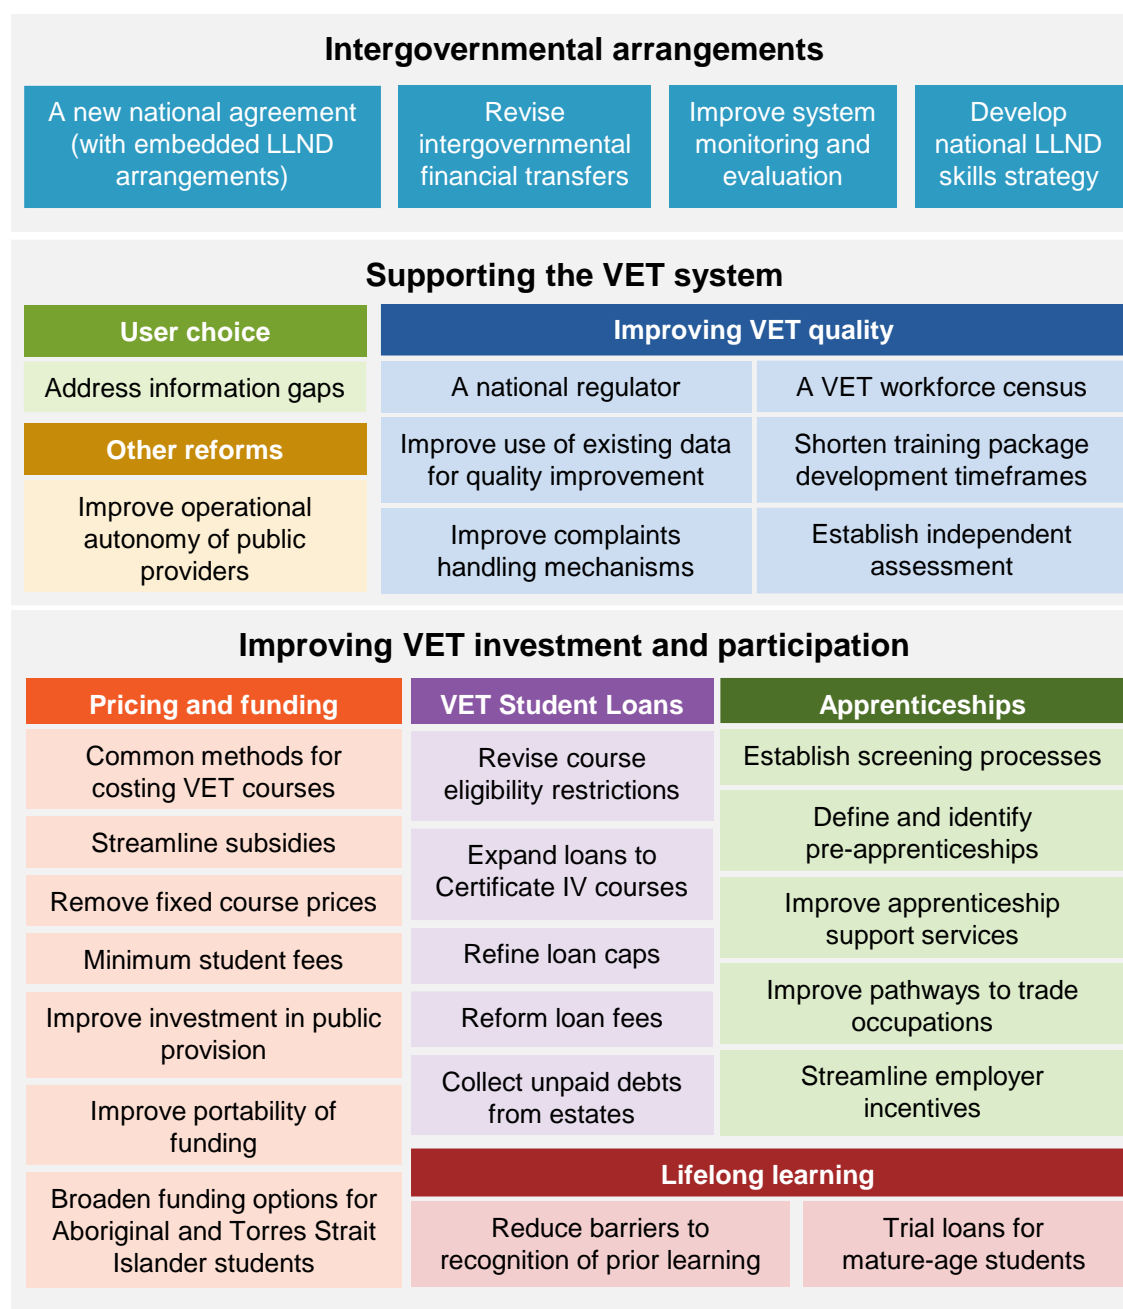 Intergovernmental arrangements
A new national agreement
(with embedded LLND
arrangements)
Revise
intergovernmental
financial transfers
Improve system
monitoring and
evaluation
Develop
national LLND
skills strategy
Supporting the VET system
User choice
Address information gaps
Other reforms
Improve operational
autonomy of public
providers
Improving VET quality
A national regulator
A VET workforce census
Improve use of existing data
for quality improvement
Shorten training package
development timeframes
Improve complaints
handling mechanisms
Establish independent
assessment
Improving VET investment and participation
Pricing and funding
Common methods for
costing VET courses
Streamline subsidies
Remove fixed course prices
Minimum student fees
Improve investment in public
provision
Improve portability of
funding
Broaden funding options for
Aboriginal and Torres Strait
Islander students
VET Student Loans
Revise course
eligibility restrictions
Expand loans to
Certificate IV courses
Refine loan caps
Reform loan fees
Collect unpaid debts
from estates
Apprenticeships
Establish screening processes
Define and identify
pre-apprenticeships
Improve apprenticeship
support services
Improve pathways to trade
occupations
Streamline employer
incentives
Lifelong learning
Reduce barriers to
recognition of prior learning
Trial loans for
mature-age students